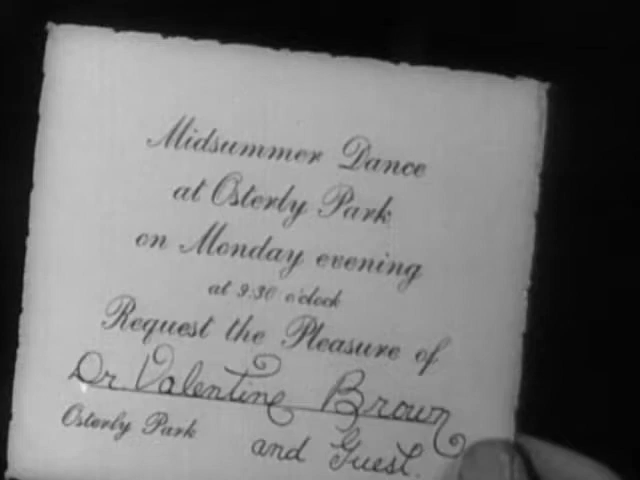 Midsummer Dance
at Osterly Park
on Monday evening
at 9:30 o'clock
Request the Pleasure of
Dr Valentine Brown
Osterly Park
and Guest.